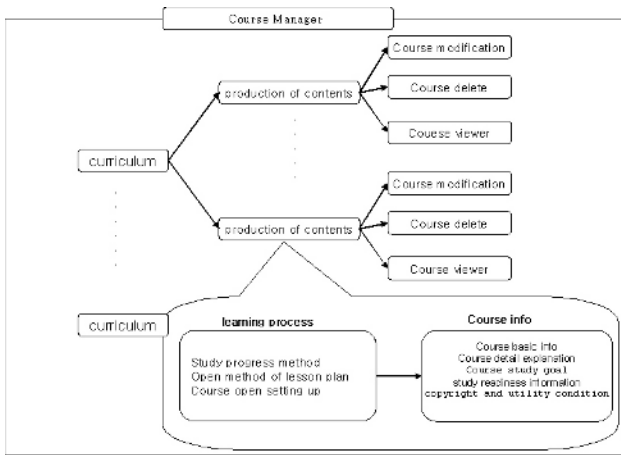 Course Manager
Course modification
production of contents
Course delete
Couese viewer
curriculum
Course modification
production of contents
Course delete
Course viewer
curriculum
learning process
Study progress method
Open method of lesson plan
Course open setting up
Course info
Course basic info
Course detail explanation
Course study goal
study readiness information
copyright and utility condition